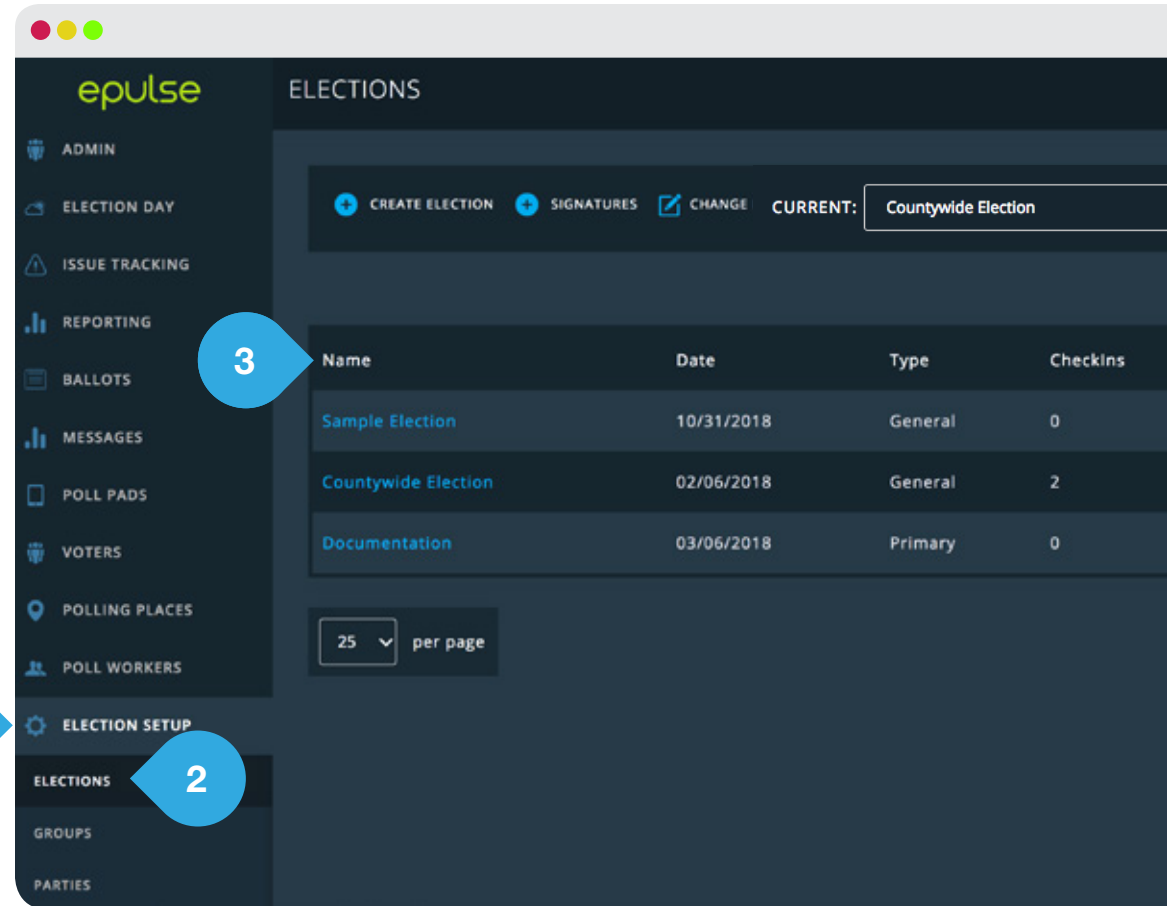 epulse
ELECTIONS
ADMIN
ELECTION DAY
ISSUE TRACKING
REPORTING
BALLOTS
MESSAGES
POLL PADS
VOTERS
POLLING PLACES
POLL WORKERS
ELECTION SETUP
ELECTIONS
2
GROUPS
PARTIES
CREATE ELECTION SIGNATURES CHANGE CURRENT: Countywide Election
3
Name Date Type CheckIns
Sample Election 10/31/2018 General 0
Countywide Election 02/06/2018 General 2
Documentation 03/06/2018 Primary 0
25 per page